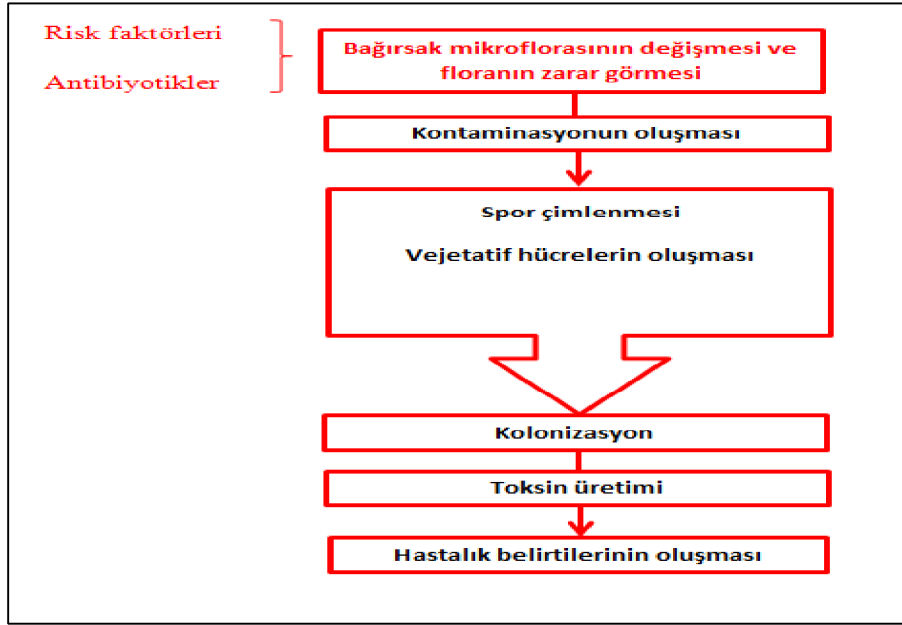 Risk faktörleri
Antibiyotikler
Bağırsak mikroflorasının değişmesi ve
floranın zarar görmesi
Kontaminasyonun oluşması
Spor çimlenmesi
Vejetatif hücrelerin oluşması
Kolonizasyon
Toksin üretimi
Hastalık belirtilerinin oluşması